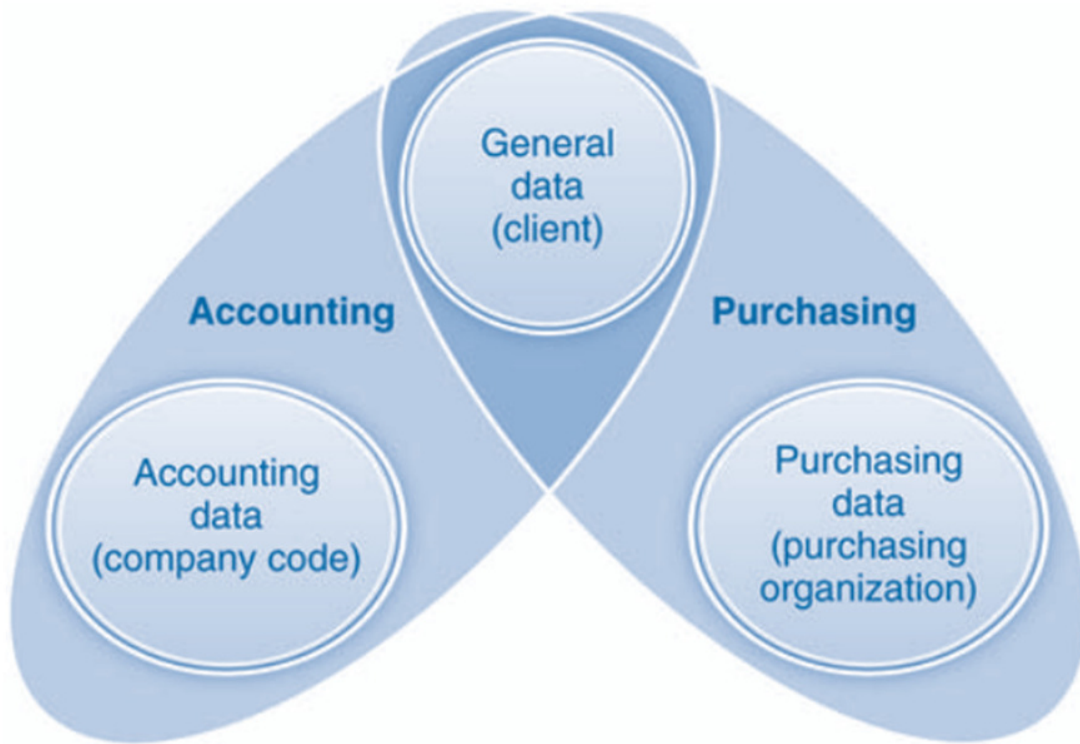 General
data
(client)
Accounting
Purchasing
Accounting
data
(company code)
Purchasing
data
(purchasing
organization)